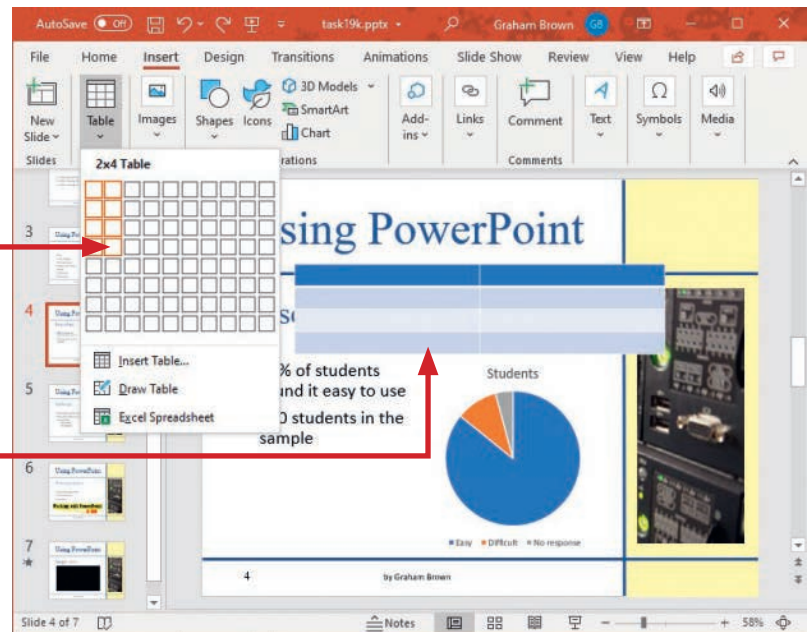 AutoSave Off task19k.pptx Graham Brown GB
File Home Insert Design Transitions Animations Slide Show Review View Help
New Slide
Table
Images
Shapes
Icons
3D Models
SmartArt
Chart
Add-ins
Links
Comment
Text
Symbols
Media
Slides
rations
Comments
2x4 Table
Insert Table...
Draw Table
Excel Spreadsheet
3
4
5
6
7
sing PowerPoint
% of students
und it easy to use
0 students in the
sample
Students
Easy Difficult No response
4 by Graham Brown
Slide 4 of 7 Notes 58%